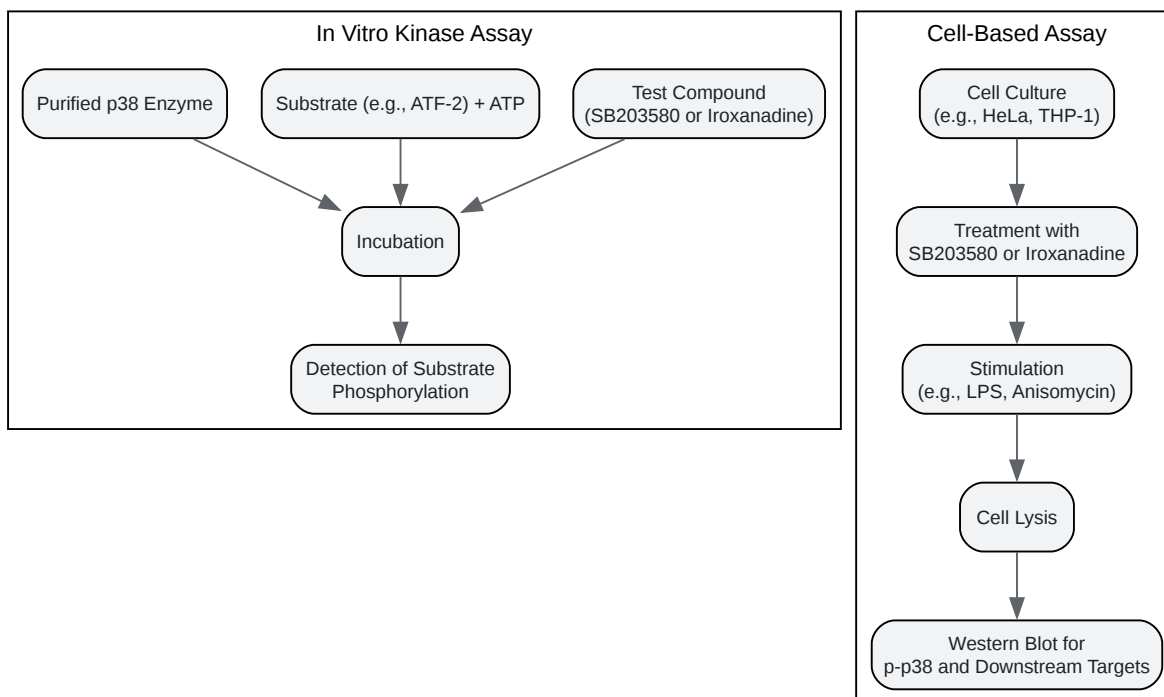 In Vitro Kinase Assay
Purified p38 Enzyme
Substrate (e.g., ATF-2) + ATP
Test Compound
(SB203580 or Iroxanadine)
Incubation
Detection of Substrate
Phosphorylation
Cell-Based Assay
Cell Culture
(e.g., HeLa, THP-1)
Treatment with
SB203580 or Iroxanadine
Stimulation
(e.g., LPS, Anisomycin)
Cell Lysis
Western Blot for
p-p38 and Downstream Targets